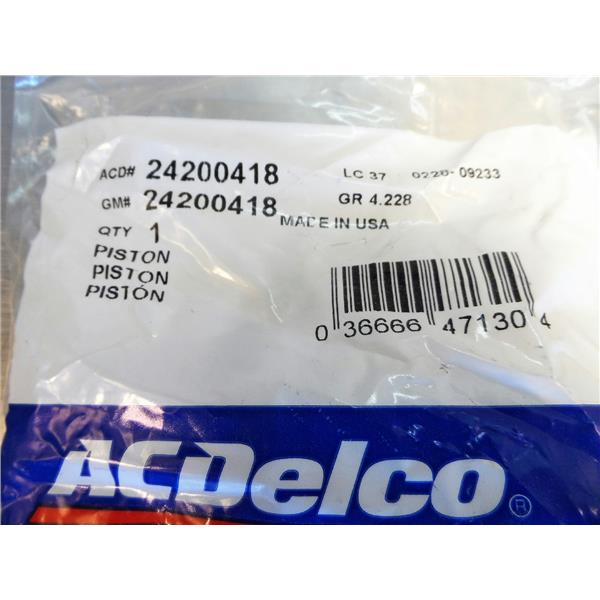 ACD# 24200418 LC 37 0220-09233
GM# 24200418 GR 4.228
MADE IN USA
QTY 1
PISTON
PISTON
PISTÓN
0 36666 47130 4
ACDelco®